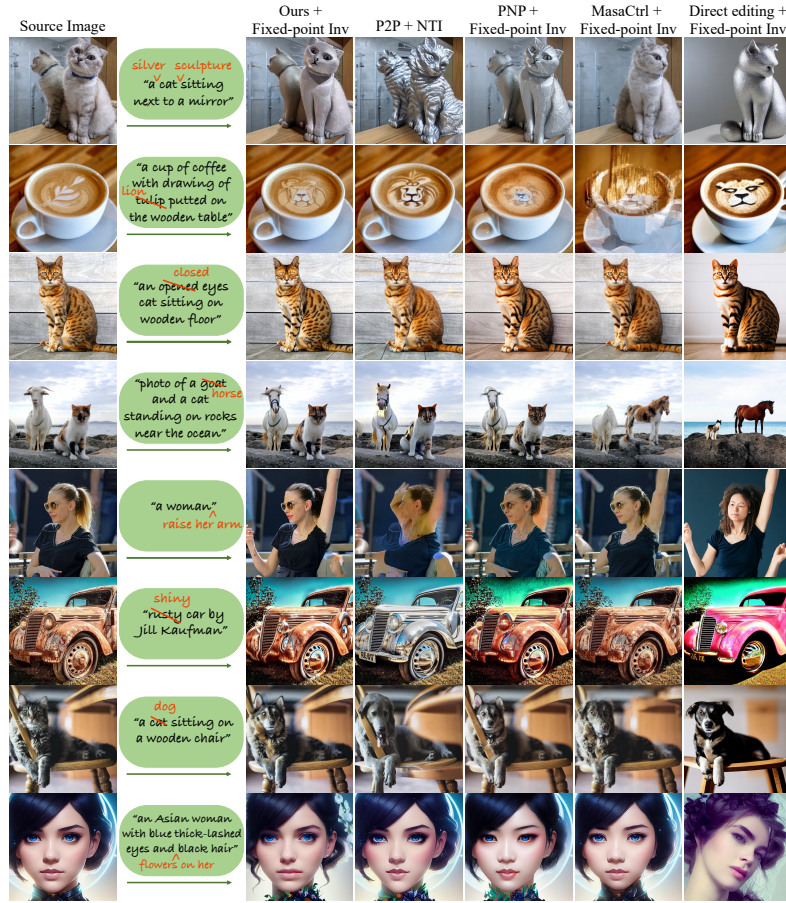 Source Image
Ours +
Fixed-point Inv
P2P + NTI
PNP +
Fixed-point Inv
MasaCtrl +
Fixed-point Inv
Direct editing +
Fixed-point Inv
silver sculpture
"a cat sitting
next to a mirror"
"a cup of coffee
with drawing of
lion
tulip putted on
the wooden table"
closed
"an opened eyes
cat sitting on
wooden floor"
"photo of a goat
horse
and a cat
standing on rocks
near the ocean"
"a woman"
raise her arm
shiny
"rusty car by
Jill Kaufman"
dog
"a cat sitting on
a wooden chair"
"an Asian woman
with blue thick-lashed
eyes and black hair"
flowers on her